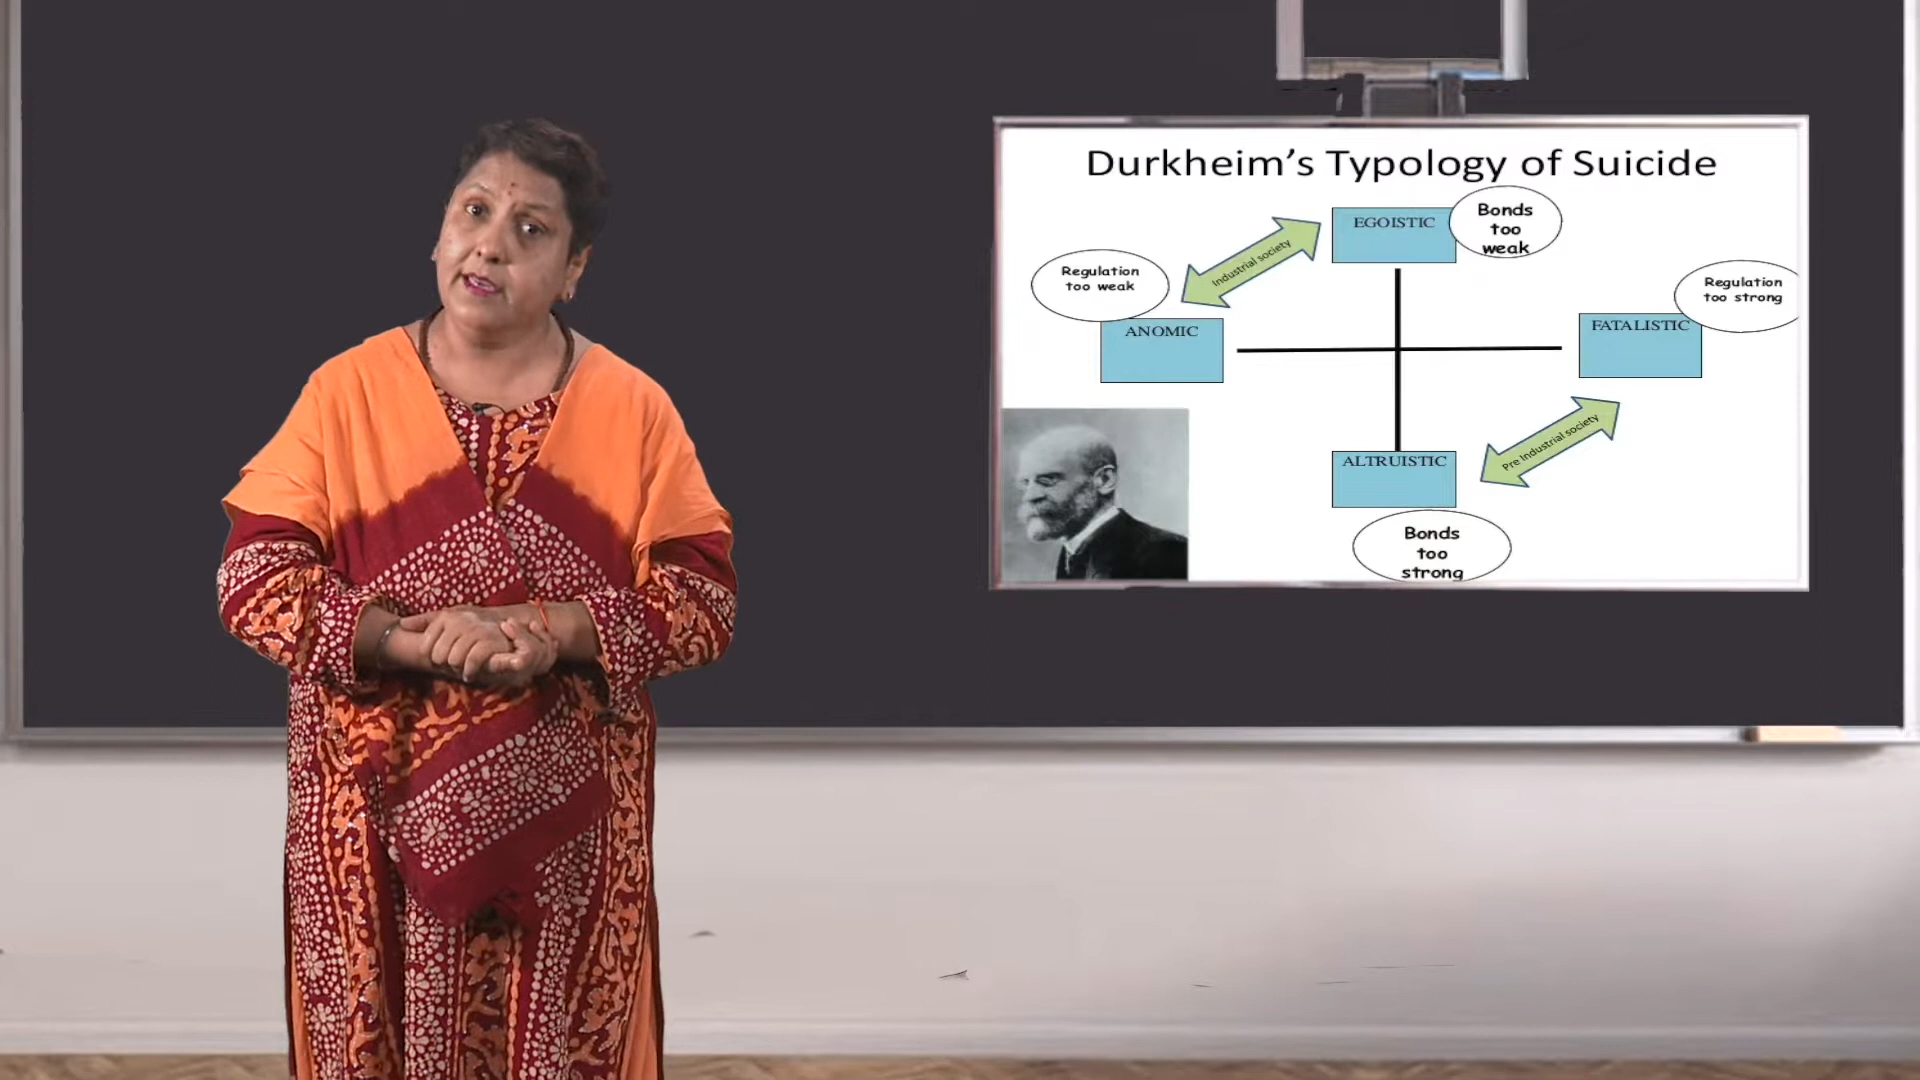 Durkheim's Typology of Suicide
EGOISTIC
Bonds
too
weak
Industrial society
Regulation
too weak
Regulation
too strong
ANOMIC
FATALISTIC
Pre Industrial society
ALTRUISTIC
Bonds
too
strong